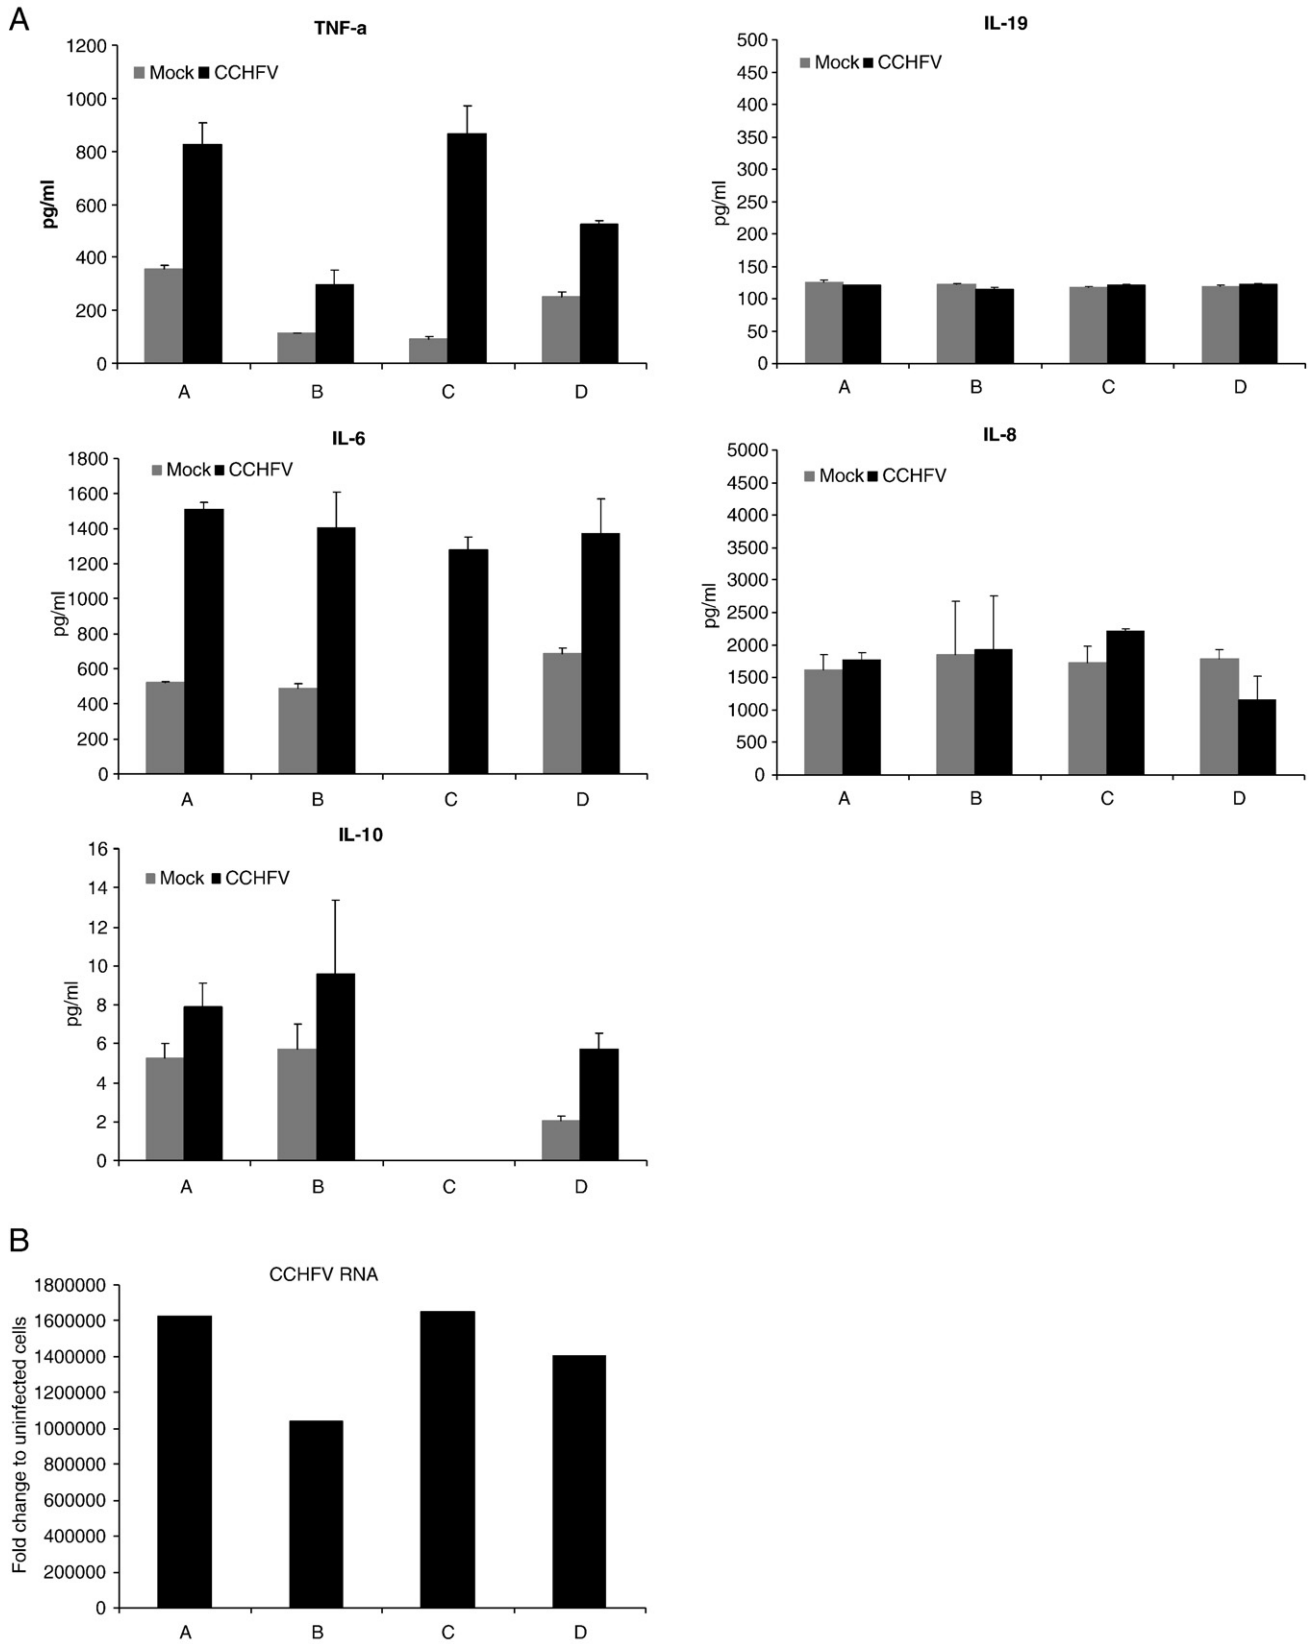 A
TNF-a
1200
1000
800
600
400
200
0
pg/ml
Mock CCHFV
A B C D
IL-19
500
450
400
350
300
250
200
150
100
50
0
pg/ml
Mock CCHFV
A B C D
IL-6
1800
1600
1400
1200
1000
800
600
400
200
0
pg/ml
Mock CCHFV
A B C D
IL-8
5000
4500
4000
3500
3000
2500
2000
1500
1000
500
0
pg/ml
Mock CCHFV
A B C D
IL-10
16
14
12
10
8
6
4
2
0
pg/ml
Mock CCHFV
A B C D
B
CCHFV RNA
1800000
1600000
1400000
1200000
1000000
800000
600000
400000
200000
0
Fold change to uninfected cells
A B C D